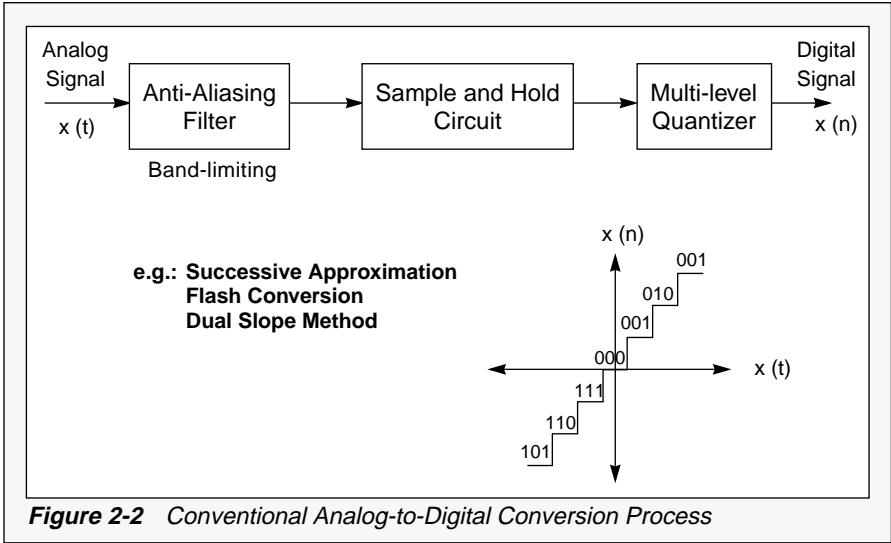 Analog
Signal
x (t)
Anti-Aliasing
Filter
Band-limiting
Sample and Hold
Circuit
Multi-level
Quantizer
Digital
Signal
x (n)
e.g.: Successive Approximation
Flash Conversion
Dual Slope Method
x (n)
001
010
001
000
x (t)
111
110
101
Figure 2-2 Conventional Analog-to-Digital Conversion Process